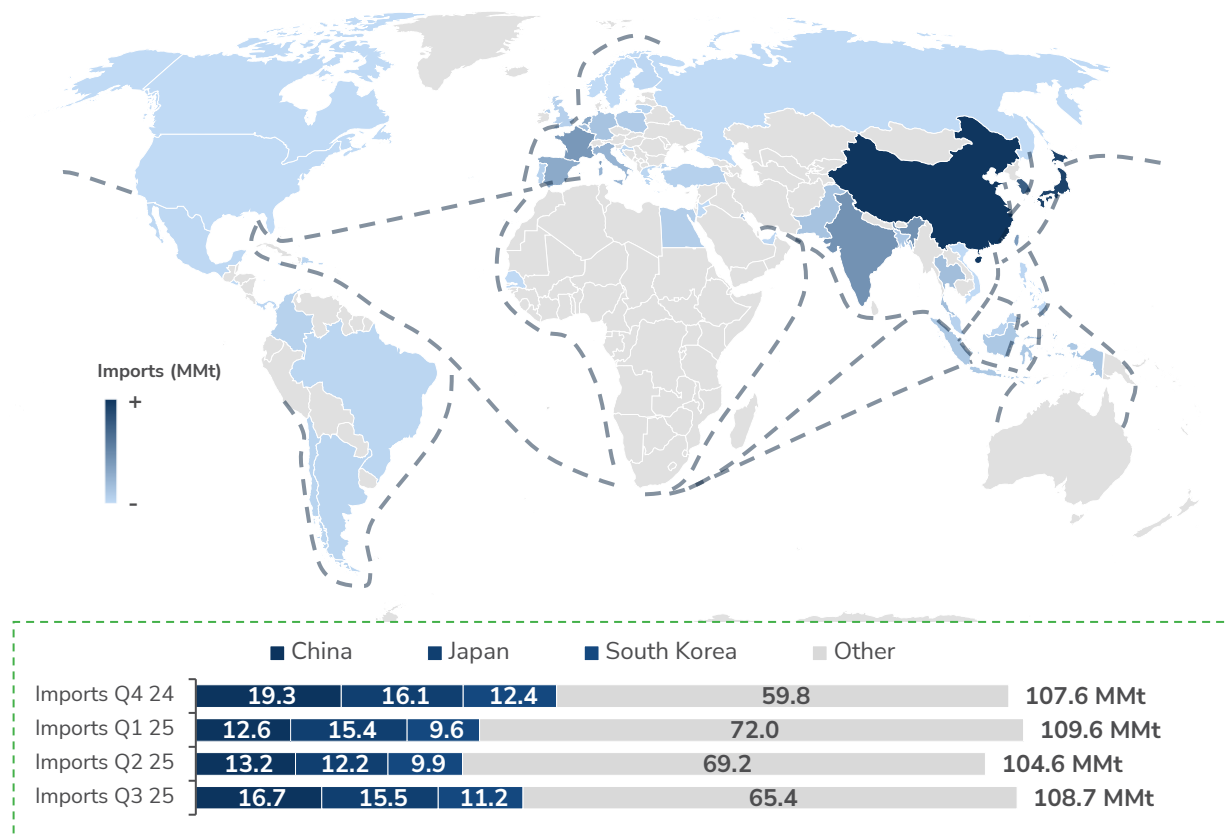 Imports (MMt)
+
-
China Japan South Korea Other
Imports Q4 24 19.3 16.1 12.4 59.8 107.6 MMt
Imports Q1 25 12.6 15.4 9.6 72.0 109.6 MMt
Imports Q2 25 13.2 12.2 9.9 69.2 104.6 MMt
Imports Q3 25 16.7 15.5 11.2 65.4 108.7 MMt